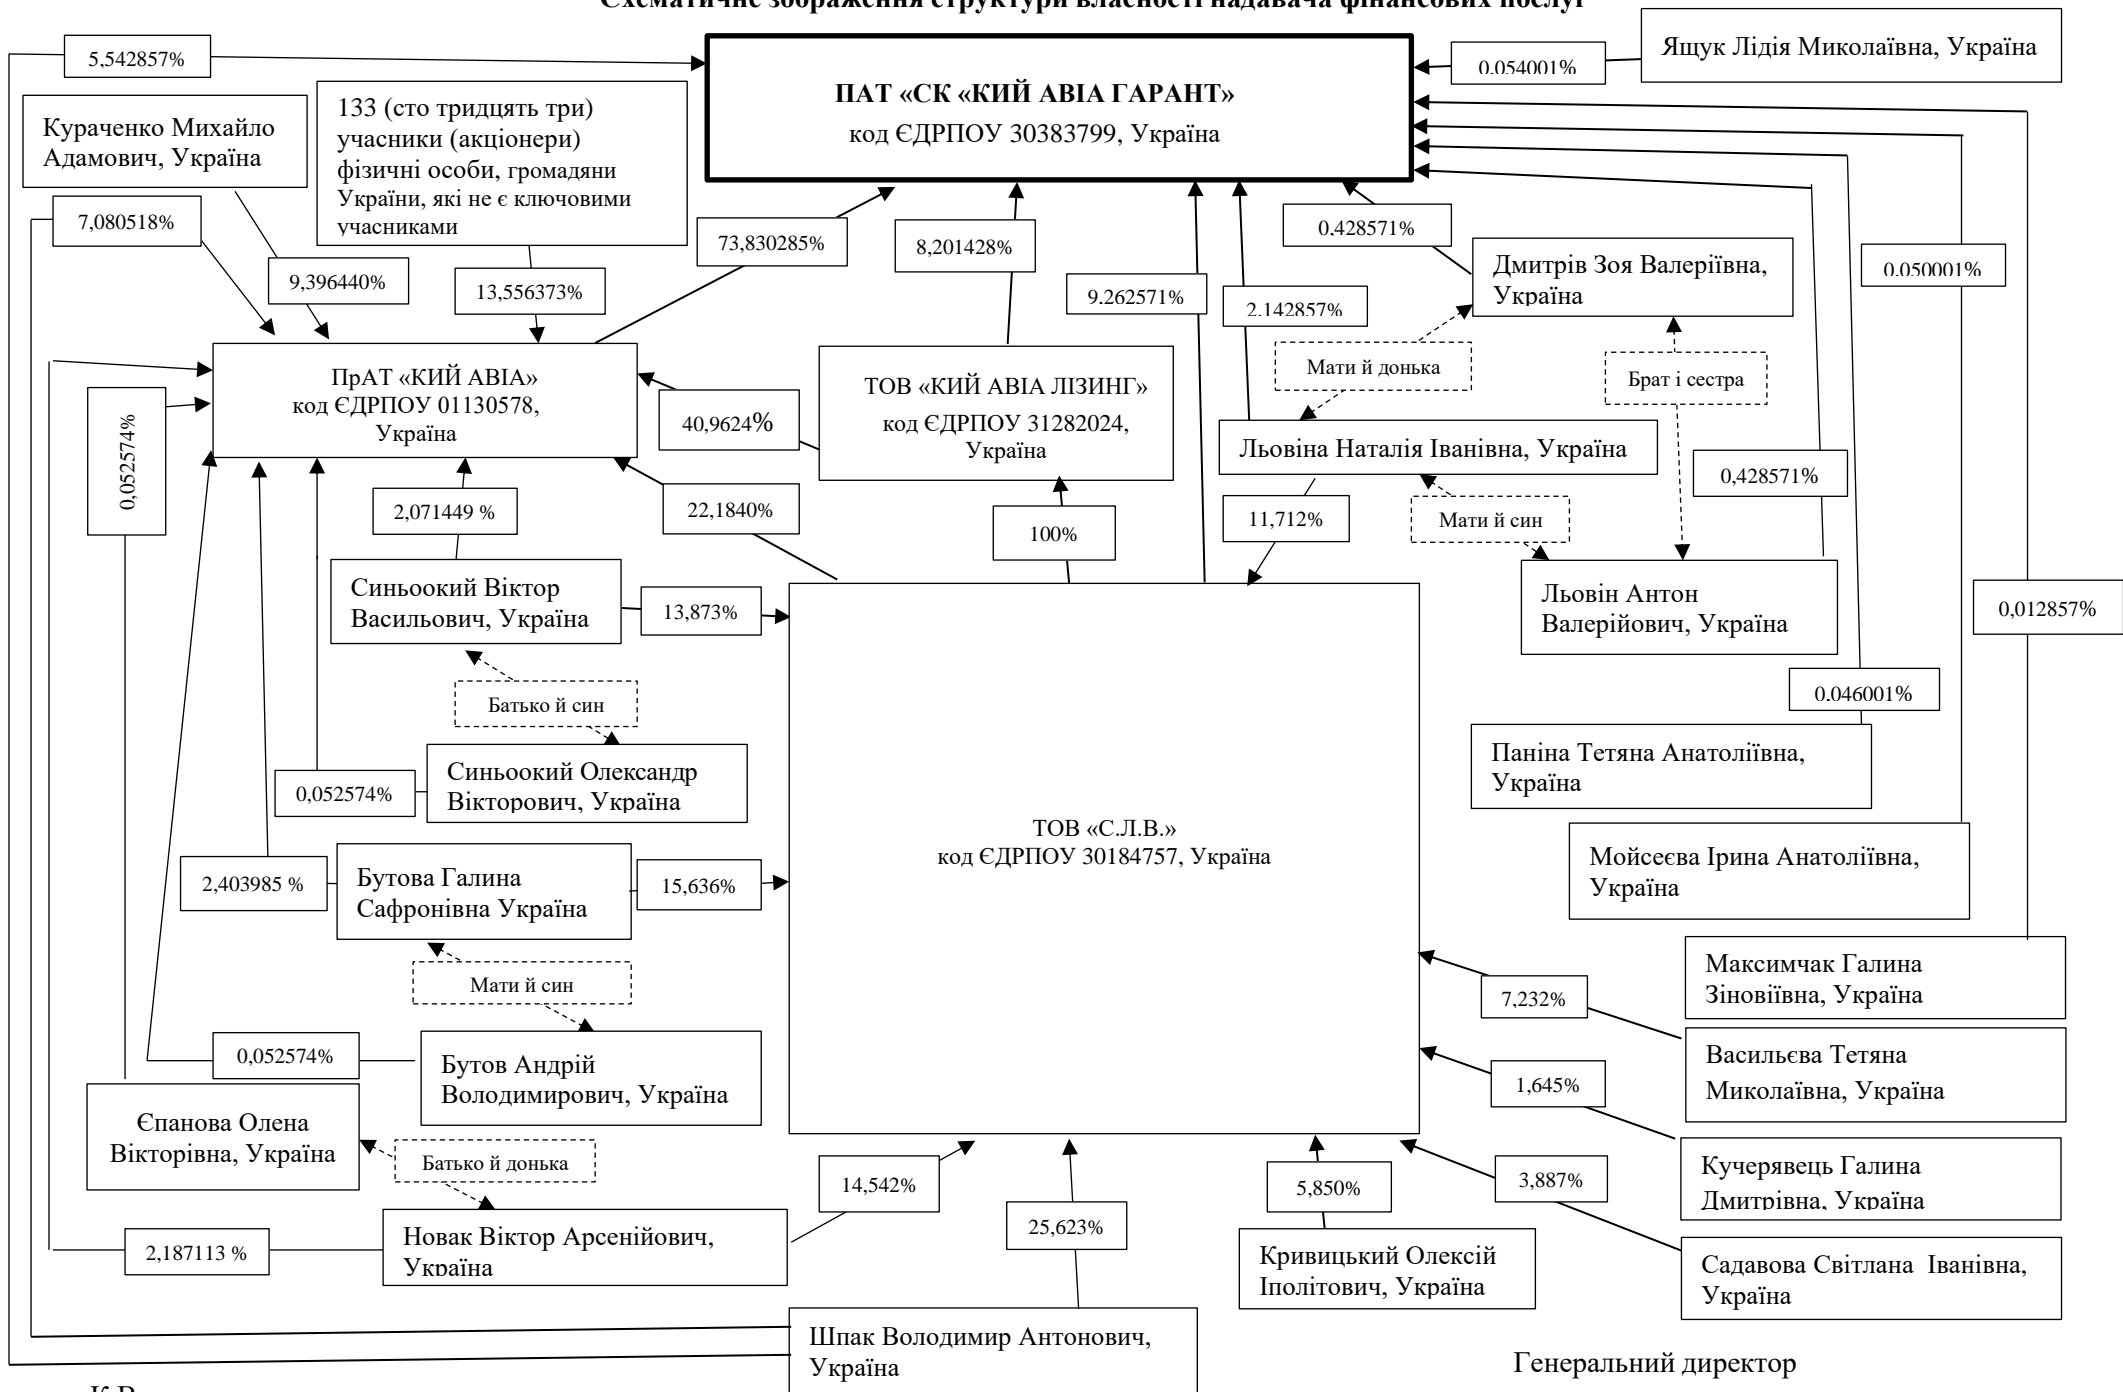 Схематичне зображення структури власності надавача фінансових послуг
5,542857%
ПАТ «СК «КИЙ АВІА ГАРАНТ»
код ЄДРПОУ 30383799, Україна
0.054001%
Ящук Лідія Миколаївна, Україна
Кураченко Михайло
Адамович, Україна
133 (сто тридцять три)
учасники (акціонери)
фізичні особи, громадяни
України, які не є ключовими
учасниками
7,080518%
73,830285%
8,201428%
0,428571%
Дмитрів Зоя Валеріївна,
Україна
0.050001%
9,396440%
13,556373%
9.262571%
2.142857%
Мати й донька
Брат і сестра
ПрАТ «КИЙ АВІА»
код ЄДРПОУ 01130578,
Україна
ТОВ «КИЙ АВІА ЛІЗИНГ»
код ЄДРПОУ 31282024,
Україна
40,9624%
0,052574%
Льовіна Наталія Іванівна, Україна
0,428571%
2,071449 %
22,1840%
100%
11,712%
Мати й син
Синьоокий Віктор
Васильович, Україна
13,873%
Льовін Антон
Валерійович, Україна
0,012857%
Батько й син
0.046001%
Синьоокий Олександр
Вікторович, Україна
0,052574%
Паніна Тетяна Анатоліївна,
Україна
ТОВ «С.Л.В.»
код ЄДРПОУ 30184757, Україна
2,403985 %
Бутова Галина
Сафронівна Україна
15,636%
Мойсеєва Ірина Анатоліївна,
Україна
Мати й син
Максимчак Галина
Зіновіївна, Україна
7,232%
0,052574%
Бутов Андрій
Володимирович, Україна
Васильєва Тетяна
Миколаївна, Україна
1,645%
Єпанова Олена
Вікторівна, Україна
Батько й донька
14,542%
5,850%
3,887%
Кучерявець Галина
Дмитрівна, Україна
2,187113 %
Новак Віктор Арсенійович,
Україна
25,623%
Кривицький Олексій
Іполітович, Україна
Садавова Світлана Іванівна,
Україна
Шпак Володимир Антонович,
Україна
Генеральний директор
К.В.